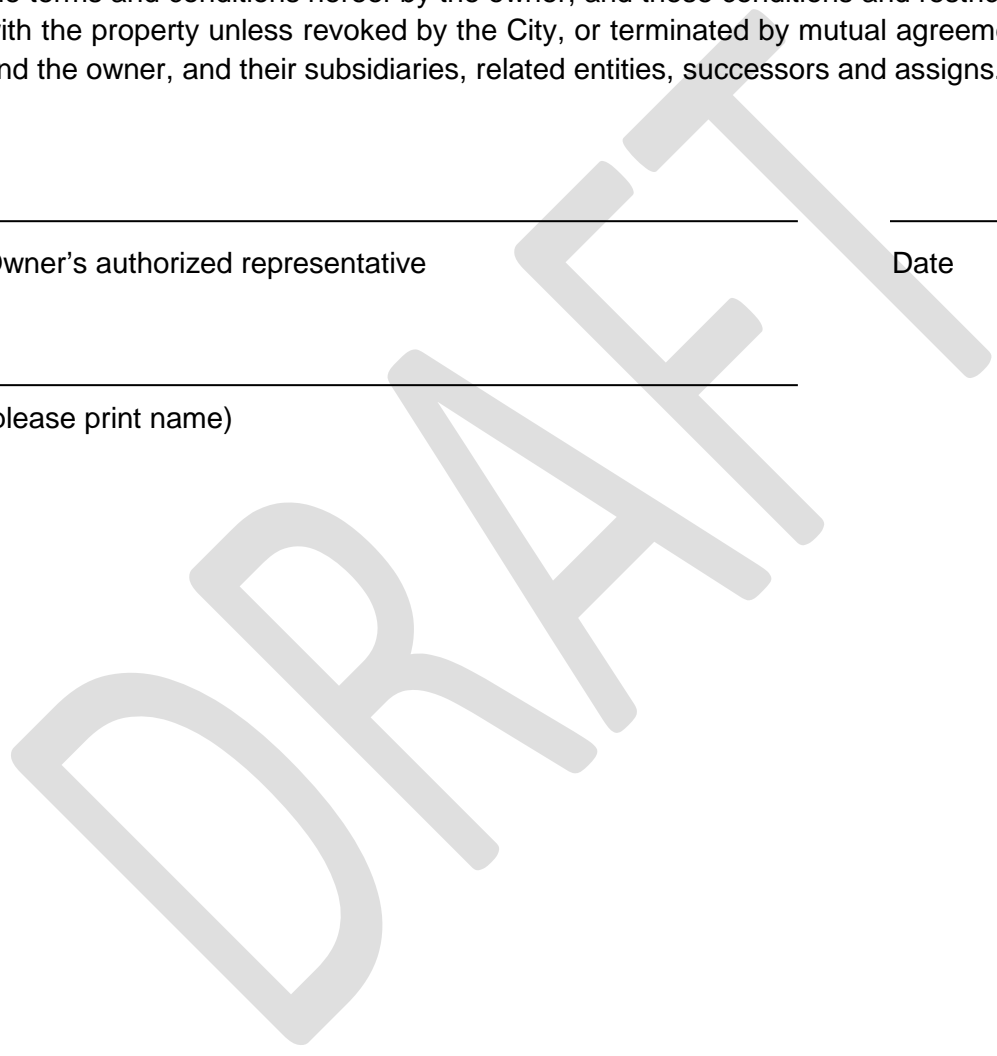 terms and conditions hereof by the owner, and these conditions and
with the property unless revoked by the City, or terminated by mutual agreeme
nd the owner, and their subsidiaries, related entities, successors and assigns.
Owner's authorized representative Date
please print name)
DRAFT